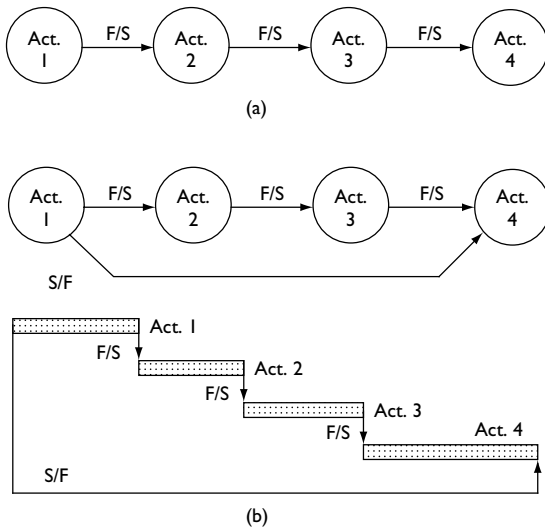 Act. 1 F/S Act. 2 F/S Act. 3 F/S Act. 4
(a)
Act. 1 F/S Act. 2 F/S Act. 3 F/S Act. 4
S/F
Act. 1
F/S
Act. 2
F/S
Act. 3
F/S
Act. 4
S/F
(b)